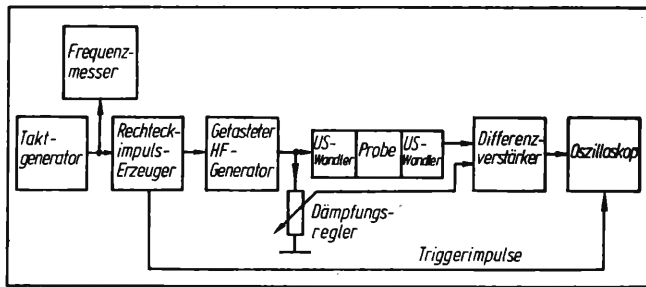 Frequenz-
messer
Takt-
generator
Rechteck-
impuls-
Erzeuger
Getasteter
HF-
Generator
US-
Wandler
Probe
US-
Wandler
Differenz-
verstärker
Oszilloskop
Dämpfungs-
regler
Triggerimpulse